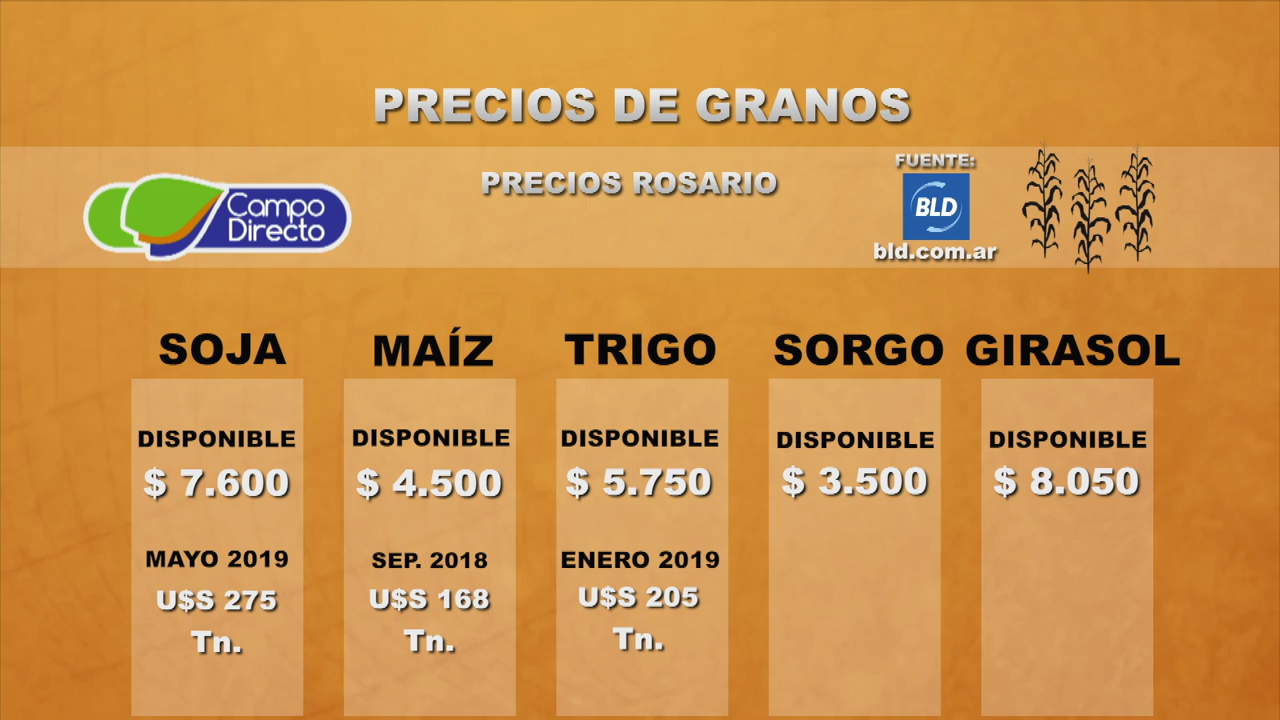 PRECIOS DE GRANOS
PRECIOS ROSARIO
Campo
Directo
FUENTE:
BLD
bld.com.ar
SOJA
DISPONIBLE
$ 7.600
MAYO 2019
U$S 275
Tn.
MAÍZ
DISPONIBLE
$ 4.500
SEP. 2018
U$S 168
Tn.
TRIGO
DISPONIBLE
$ 5.750
ENERO 2019
U$S 205
Tn.
SORGO
DISPONIBLE
$ 3.500
GIRASOL
DISPONIBLE
$ 8.050